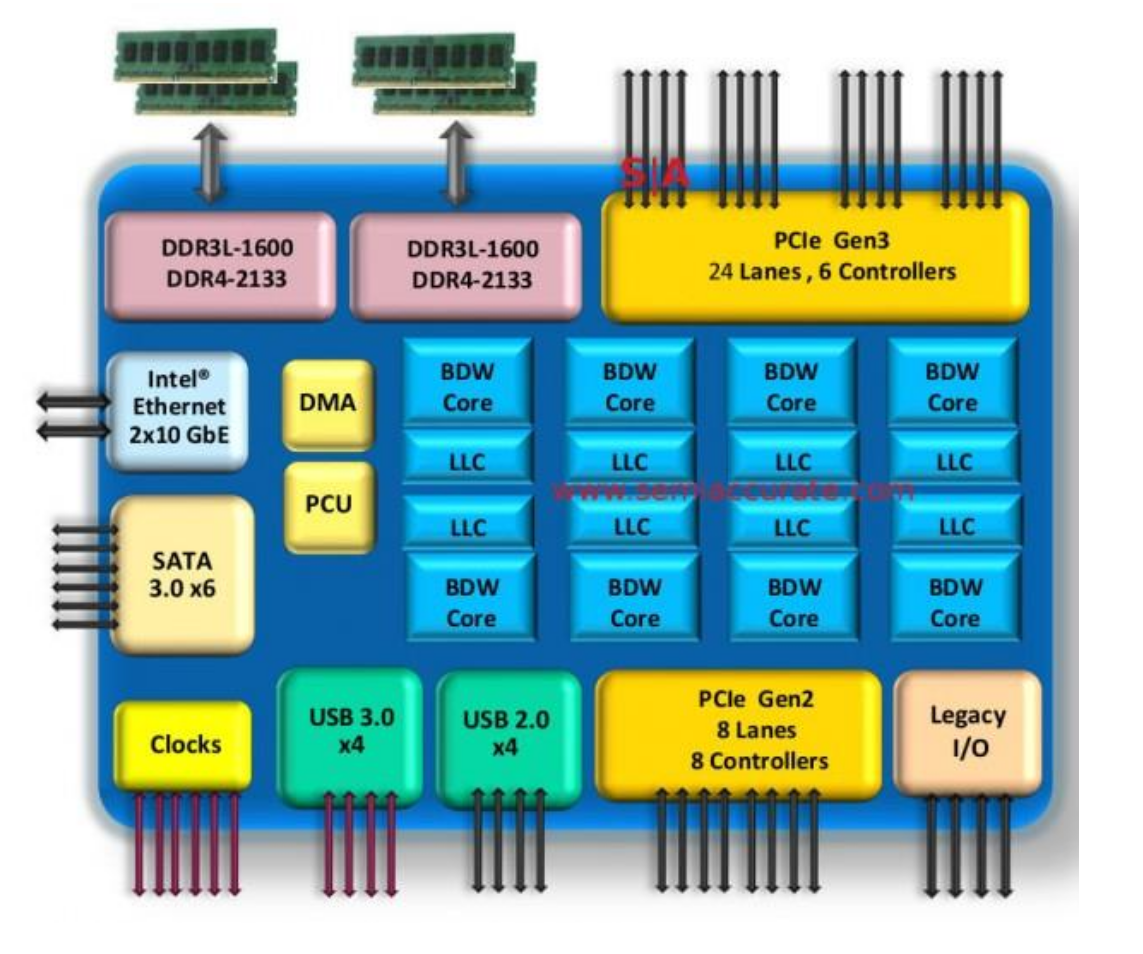 S|A
DDR3L-1600
DDR4-2133
DDR3L-1600
DDR4-2133
PCIe Gen3
24 Lanes , 6 Controllers
Intel®
Ethernet
2x10 GbE
DMA
PCU
BDW
Core
BDW
Core
BDW
Core
BDW
Core
LLC
LLC
LLC
LLC
www.semiaccurate.com
LLC
LLC
LLC
LLC
BDW
Core
BDW
Core
BDW
Core
BDW
Core
SATA
3.0 x6
Clocks
USB 3.0
x4
USB 2.0
x4
PCIe Gen2
8 Lanes
8 Controllers
Legacy
I/O